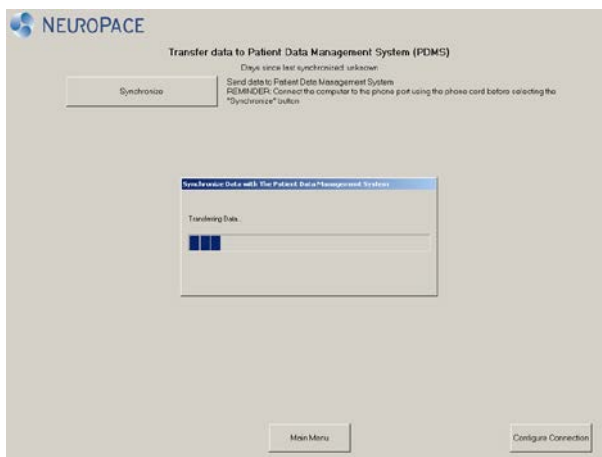 NEUROPACE
Transfer data to Patient Data Management System (PDMS)
Days since last synchronized: unknown
Synchronize
Send data to Patient Data Management System
REMINDER: Connect the computer to the phone port using the phone cord before selecting the
"Synchronize" button
Synchronize Data with The Patient Data Management System
Transferring Data...
Main Menu
Configure Connection